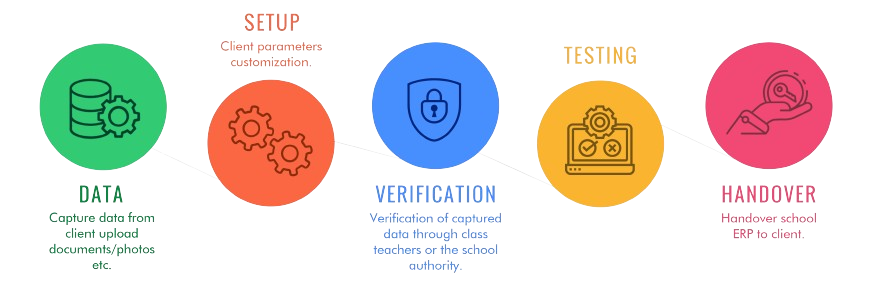 DATA
Capture data from
client upload
documents/photos
etc.
SETUP
Client parameters
customization.
VERIFICATION
Verification of captured
data through class
teachers or the school
authority.
TESTING
HANDOVER
Handover school
ERP to client.